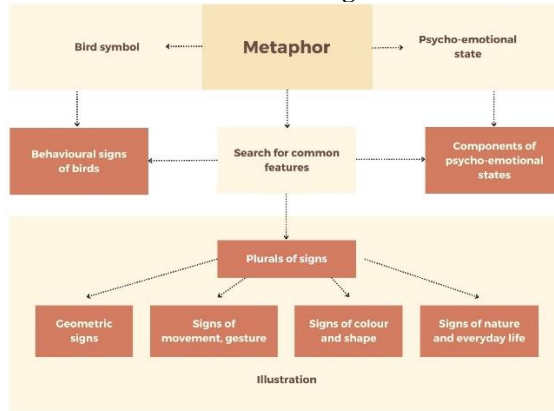 Bird symbol
Metaphor
Psycho-emotional
state
Behavioural signs
of birds
Search for common
features
Components of
psycho-emotional
states
Plurals of signs
Geometric
signs
Signs of
movement, gesture
Signs of colour
and shape
Signs of nature
and everyday life
Illustration